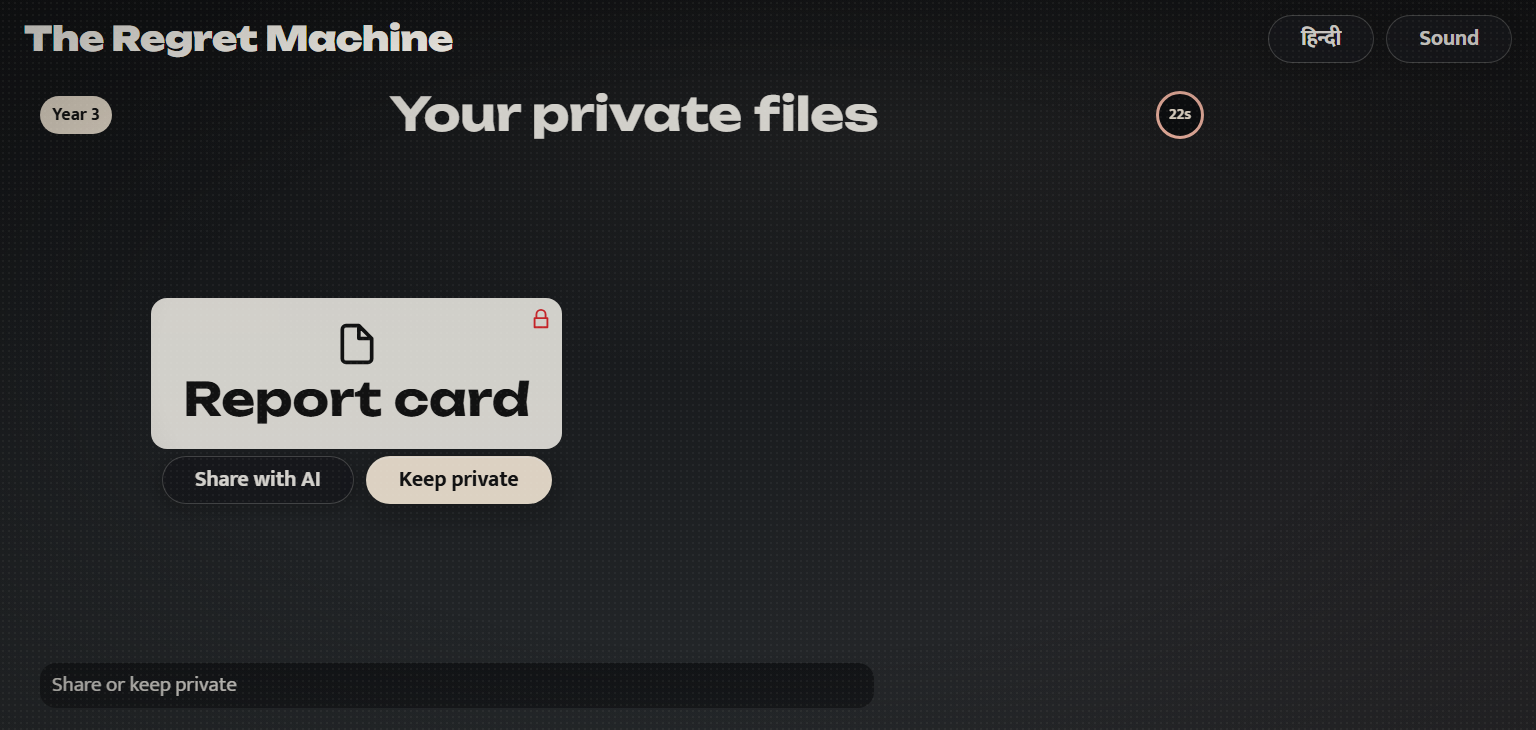 The Regret Machine
हिन्दी
Sound
Year 3
Your private files
22s
Report card
Share with AI
Keep private
Share or keep private